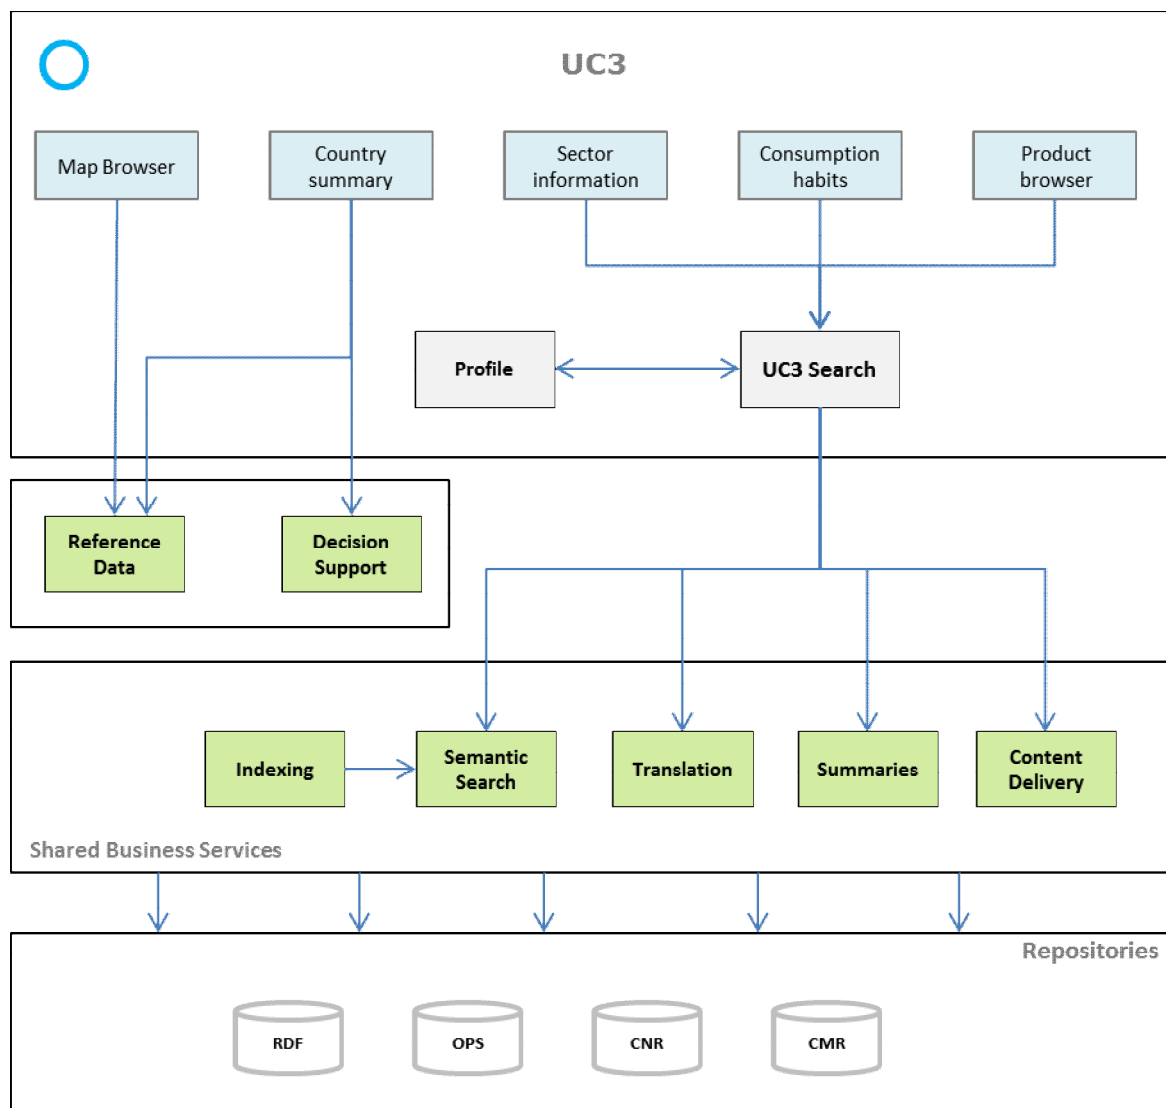 UC3
Map Browser
Country
summary
Sector
information
Consumption
habits
Product
browser
Profile
UC3 Search
Reference
Data
Decision
Support
Indexing
Semantic
Search
Translation
Summaries
Content
Delivery
Shared Business Services
Repositories
RDF
OPS
CNR
CMR